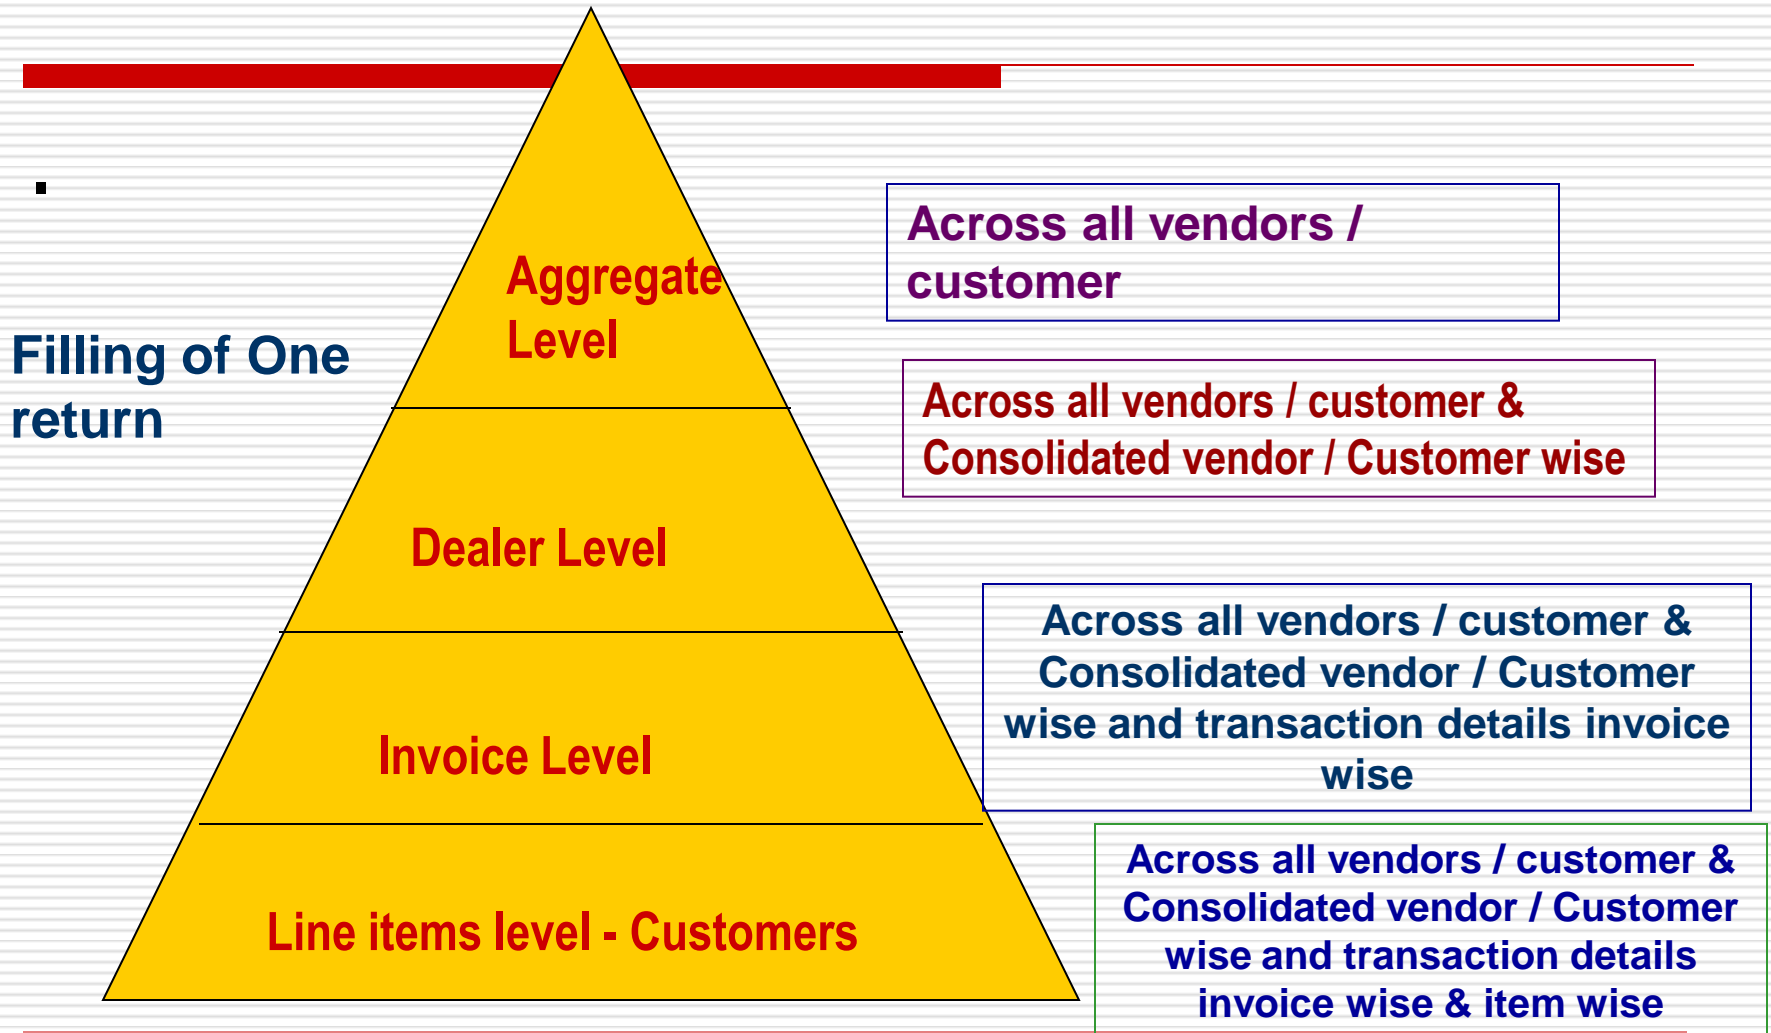 Filling of One
return
Aggregate
Level
Dealer Level
Invoice Level
Line items level - Customers
Across all vendors /
customer
Across all vendors / customer &
Consolidated vendor / Customer wise
Across all vendors / customer &
Consolidated vendor / Customer
wise and transaction details invoice
wise
Across all vendors / customer &
Consolidated vendor / Customer
wise and transaction details
invoice wise & item wise